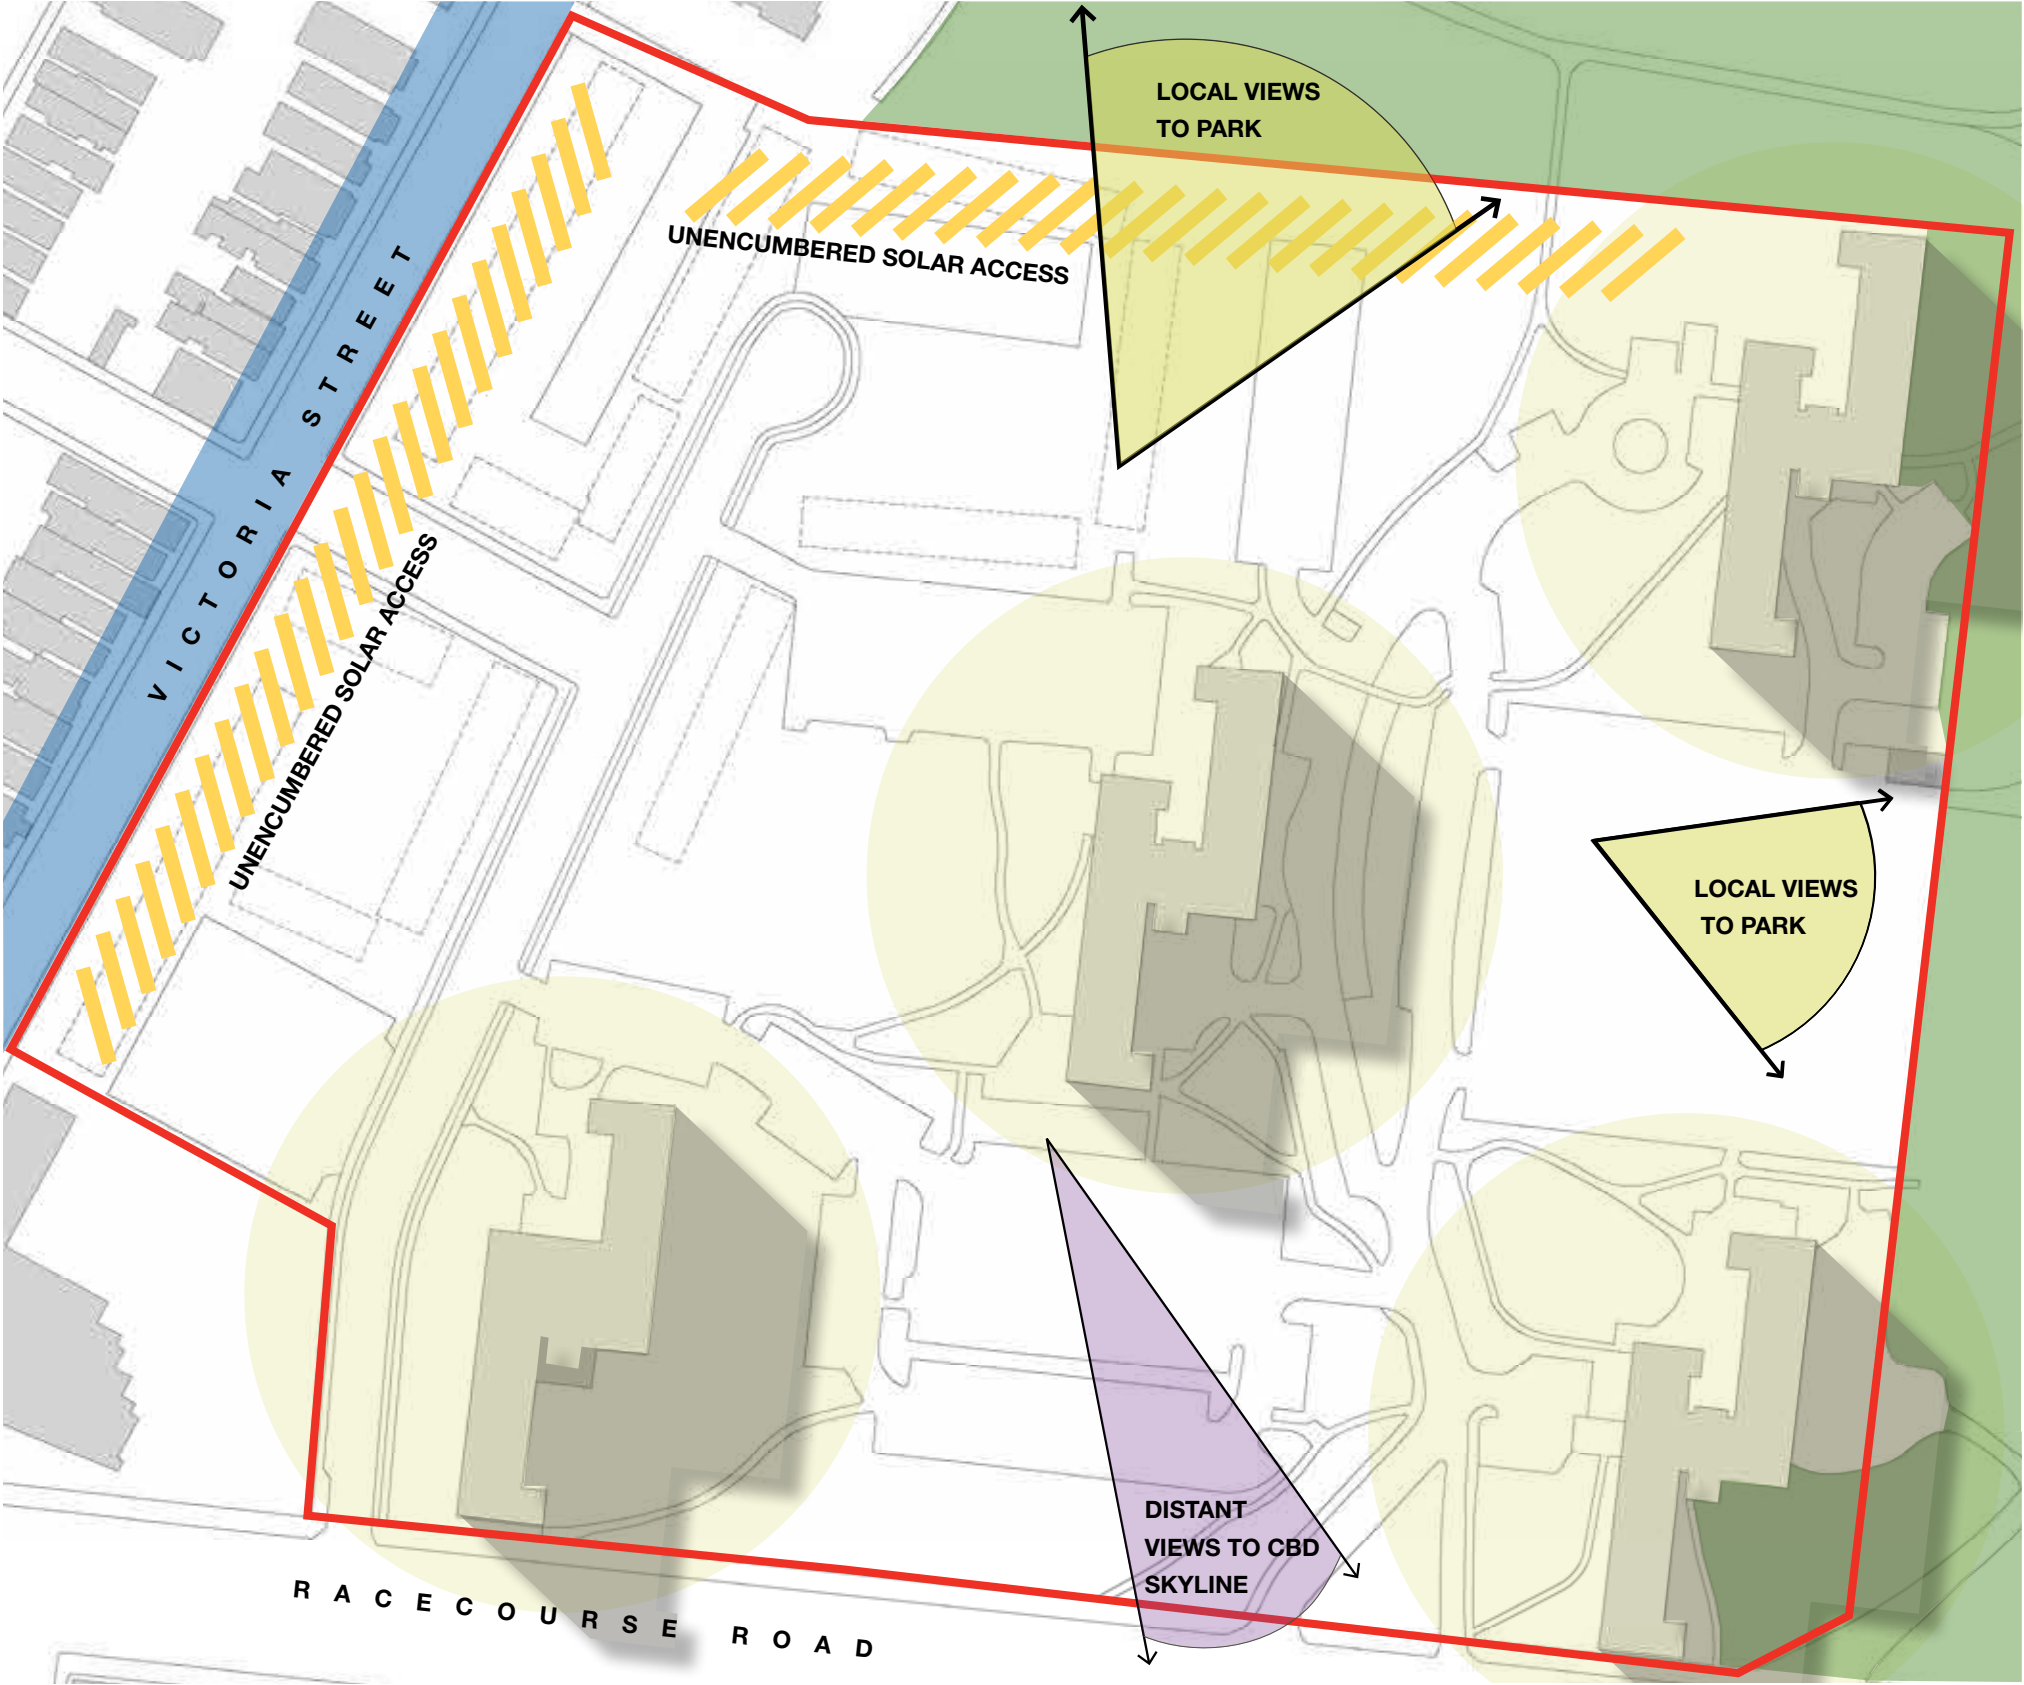 LOCAL VIEWS
TO PARK
UNENCUMBERED SOLAR ACCESS
VICTORIA STREET
UNENCUMBERED SOLAR ACCESS
LOCAL VIEWS
TO PARK
DISTANT
VIEWS TO CBD
SKYLINE
RACECOURSE ROAD